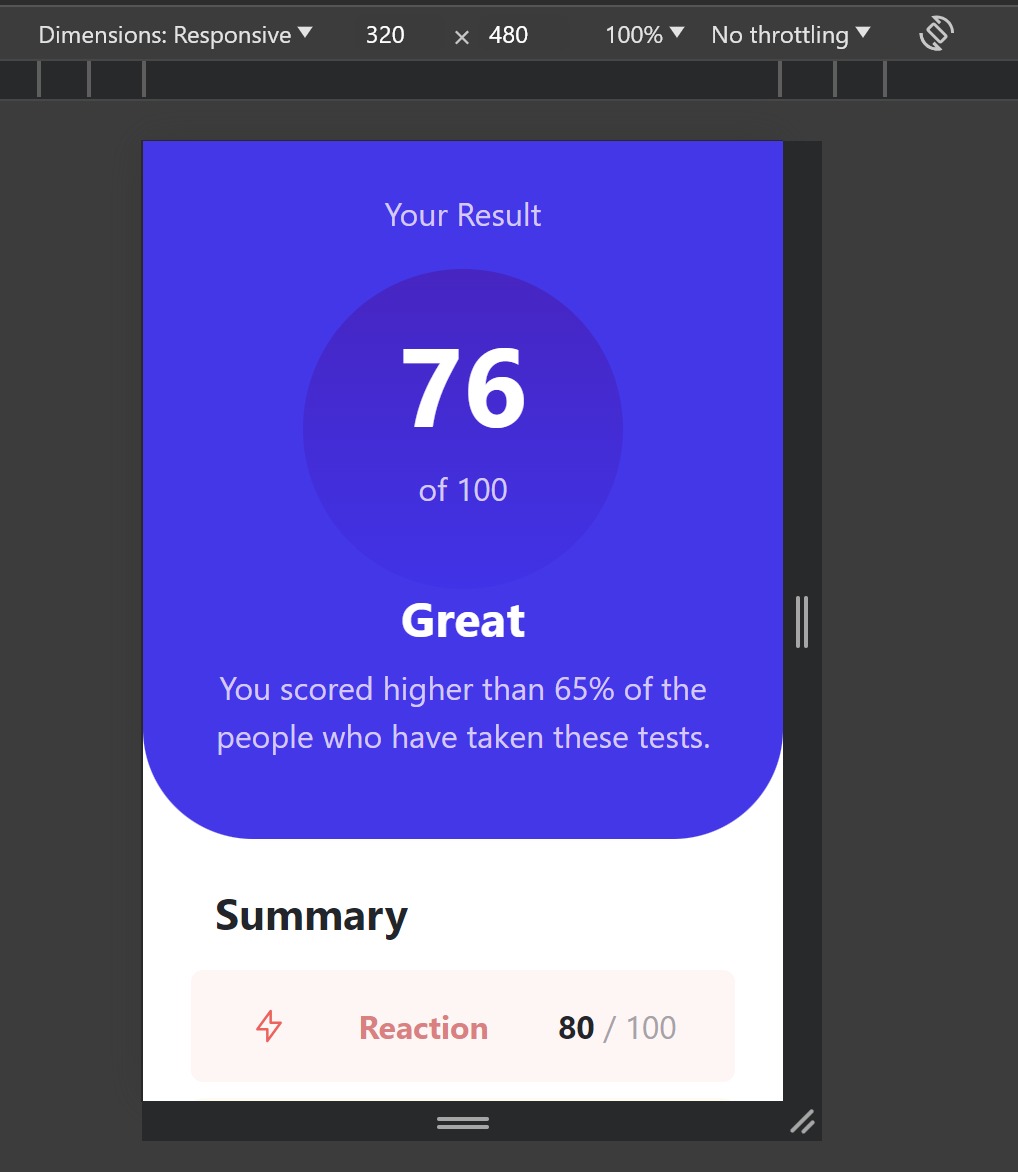 Dimensions: Responsive 320 × 480 100% No throttling
Your Result
76
of 100
Great
You scored higher than 65% of the
people who have taken these tests.
Summary
Reaction 80 / 100